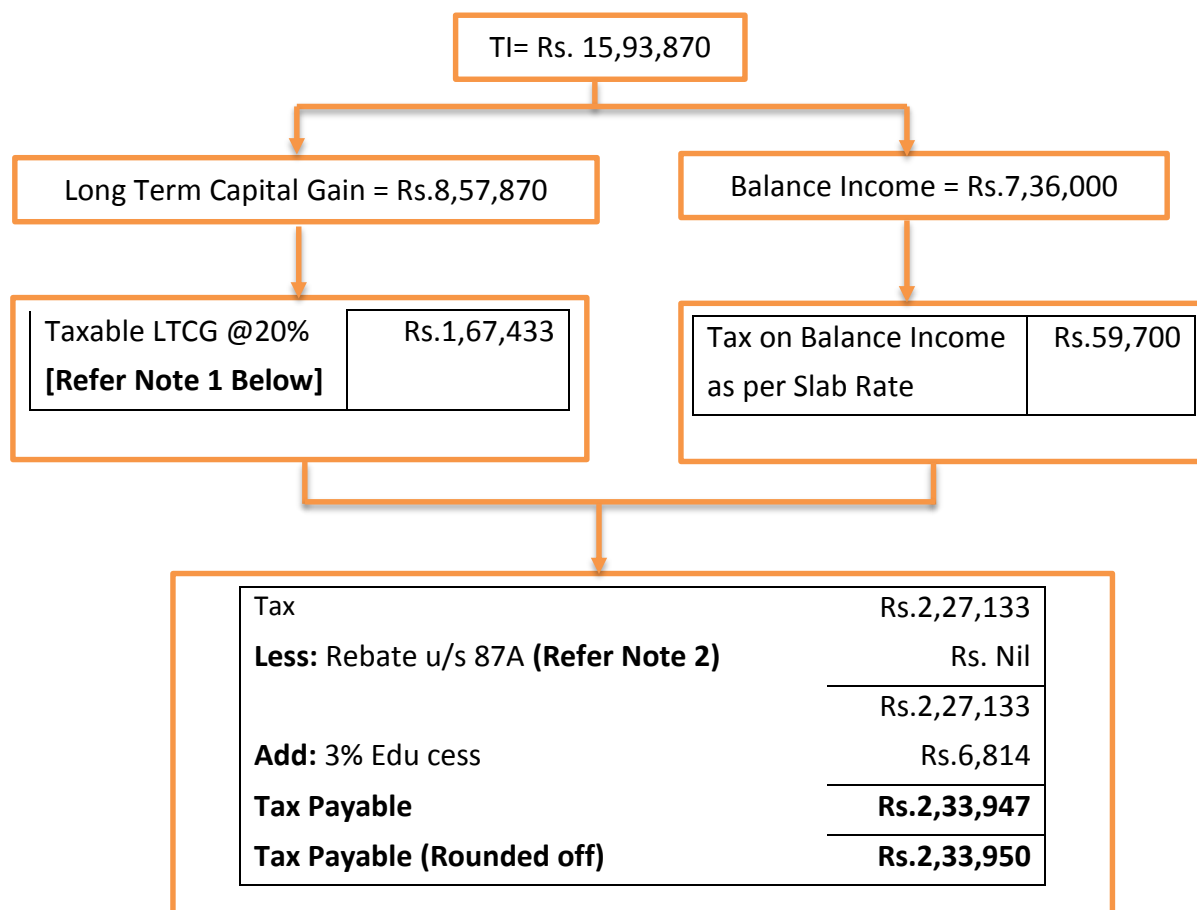 TI= Rs. 15,93,870
Long Term Capital Gain = Rs.8,57,870
Balance Income = Rs.7,36,000
Taxable LTCG @20% Rs.1,67,433
[Refer Note 1 Below]
Tax on Balance Income Rs.59,700
as per Slab Rate
Tax Rs.2,27,133
Less: Rebate u/s 87A (Refer Note 2) Rs. Nil
Rs.2,27,133
Add: 3% Edu cess Rs.6,814
Tax Payable Rs.2,33,947
Tax Payable (Rounded off) Rs.2,33,950